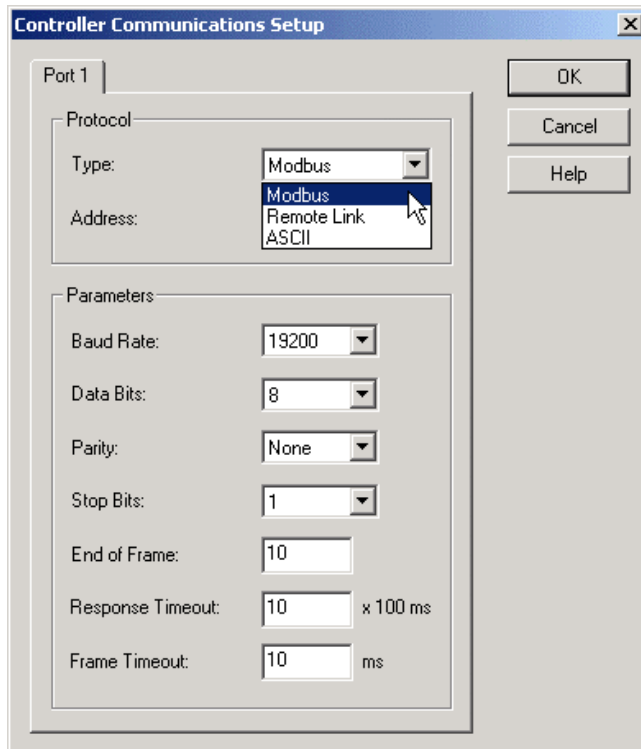 Controller Communications Setup
Port 1
OK
Cancel
Help
Protocol
Type: Modbus
Modbus
Remote Link
ASCII
Address:
Parameters
Baud Rate: 19200
Data Bits: 8
Parity: None
Stop Bits: 1
End of Frame: 10
Response Timeout: 10 x 100 ms
Frame Timeout: 10 ms